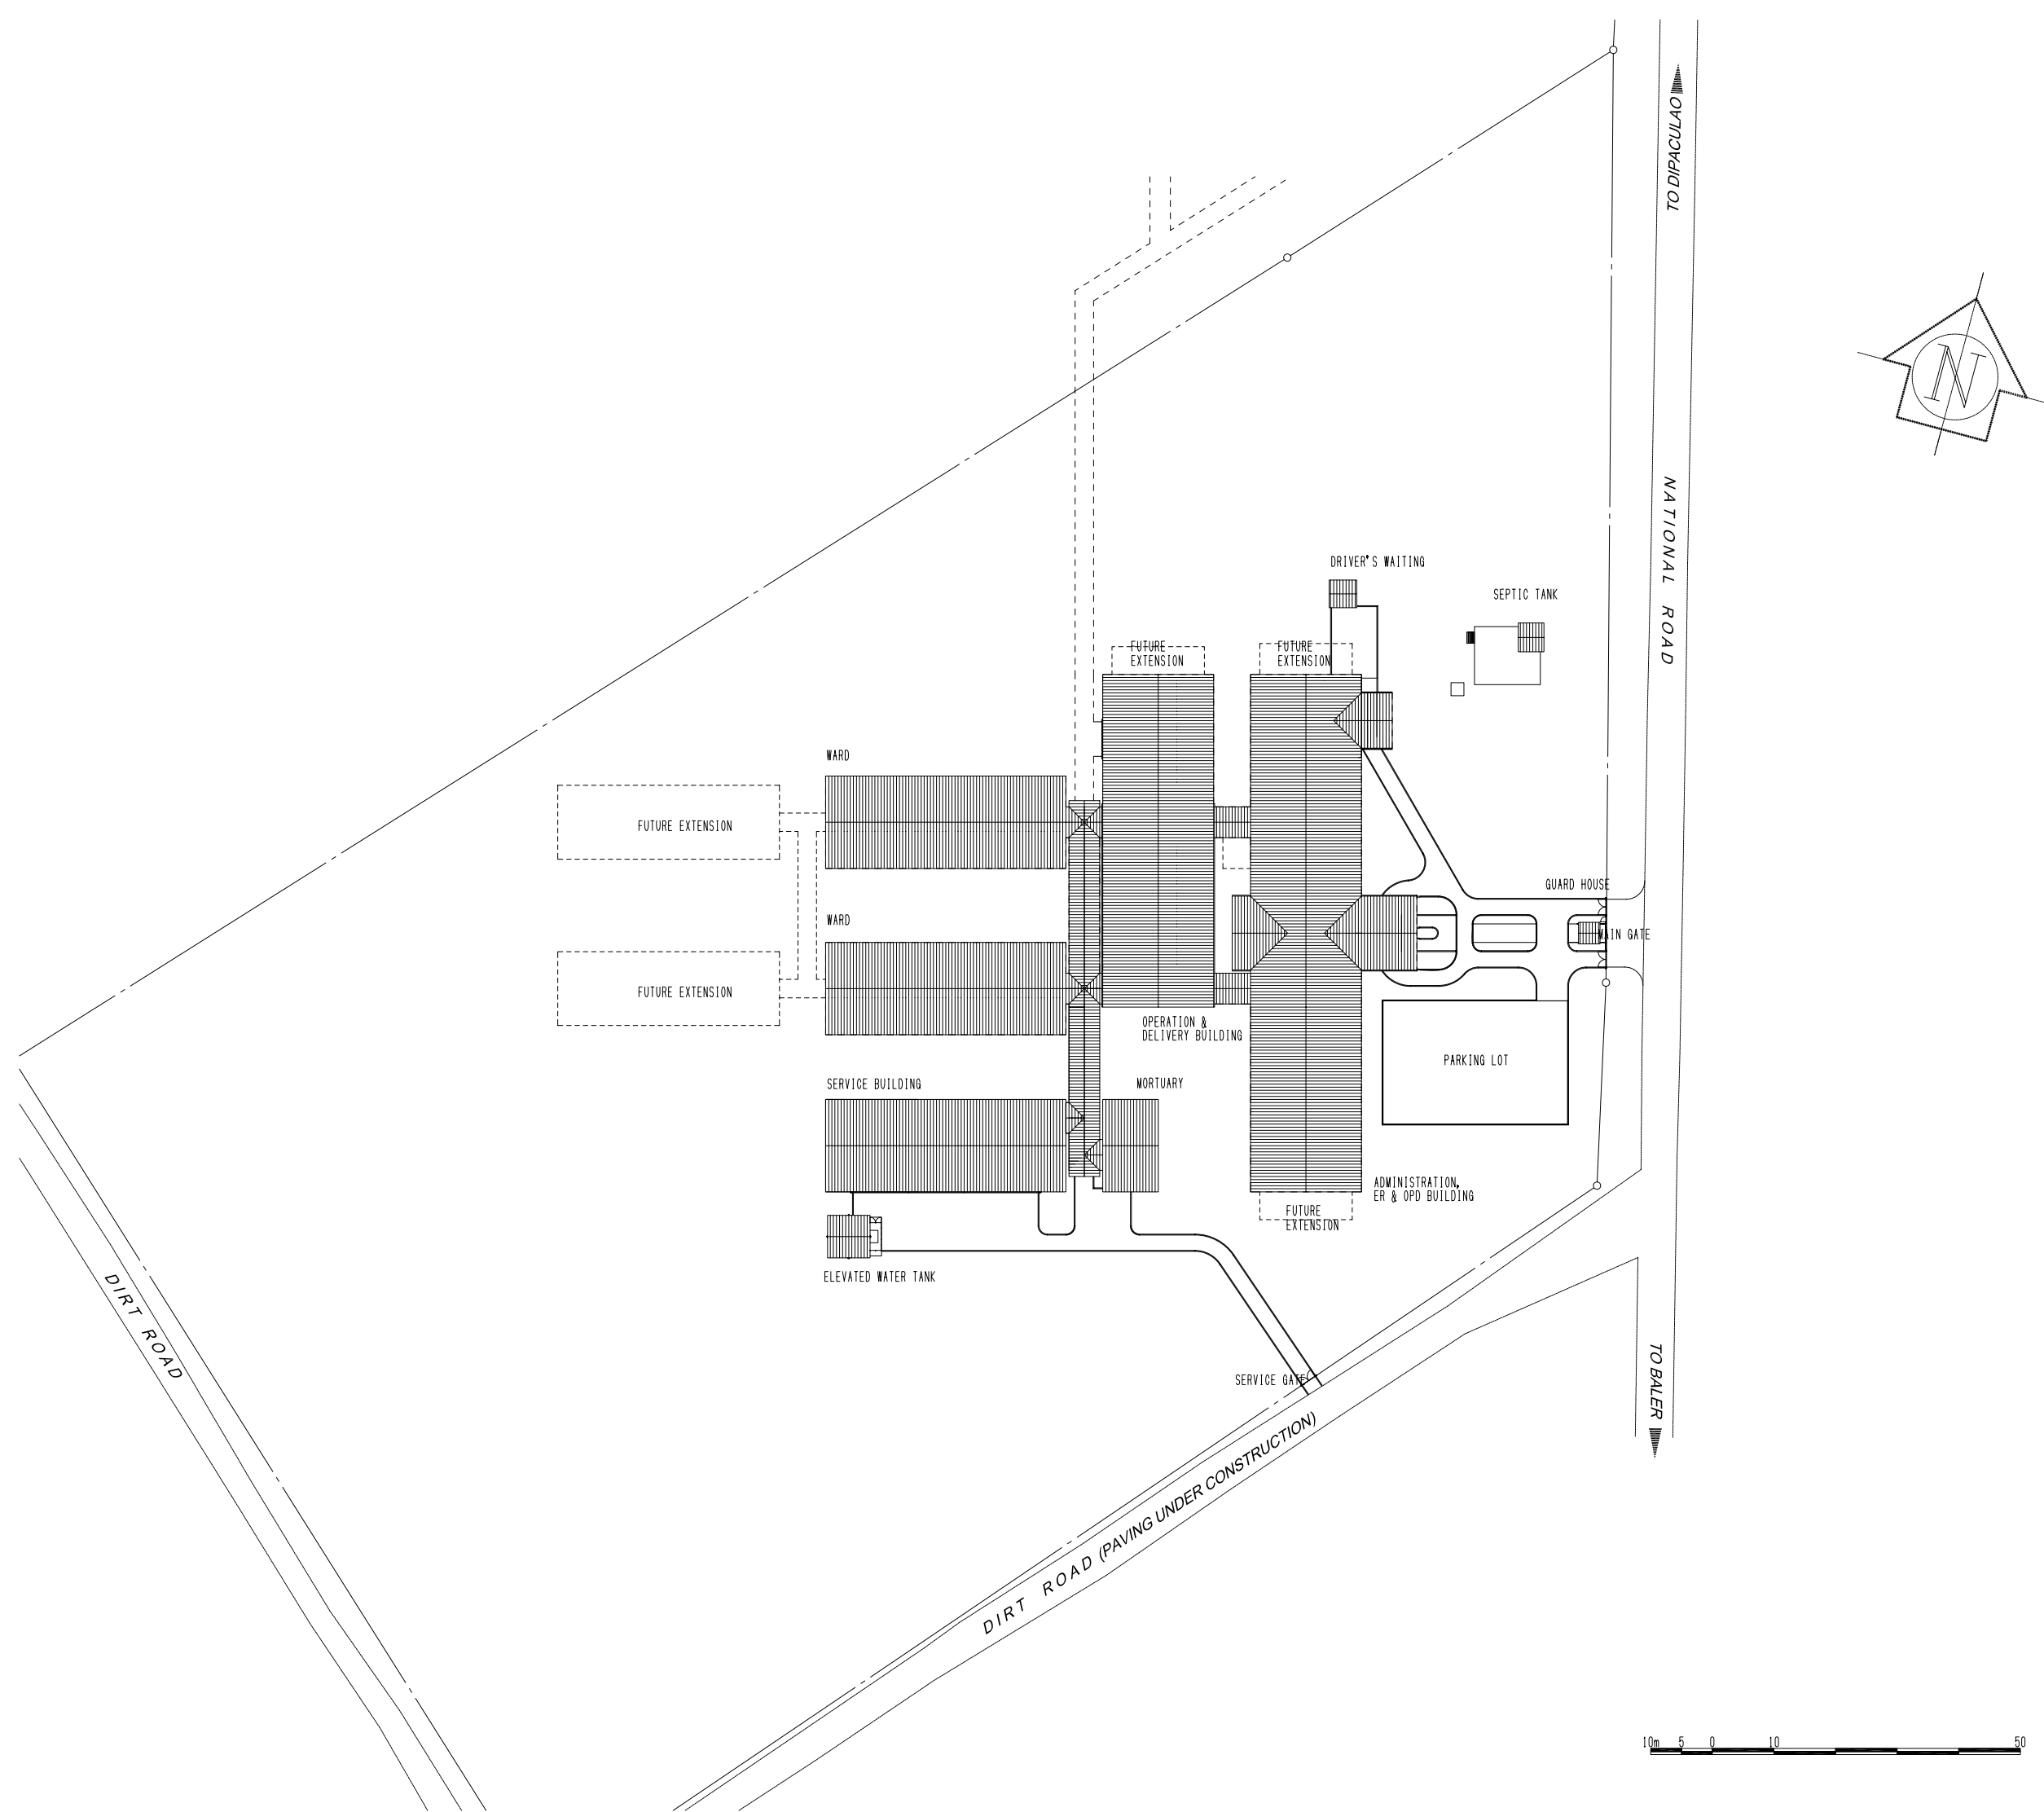 TO DIPACULAO
N
NATIONAL ROAD
DRIVER'S WAITING
SEPTIC TANK
FUTURE
EXTENSION
FUTURE
EXTENSION
WARD
FUTURE EXTENSION
GUARD HOUSE
WARD
MAIN GATE
FUTURE EXTENSION
OPERATION &
DELIVERY BUILDING
PARKING LOT
SERVICE BUILDING
MORTUARY
ADMINISTRATION,
ER & OPD BUILDING
FUTURE
EXTENSION
ELEVATED WATER TANK
DIRT ROAD
SERVICE GATE
TO BALER
DIRT ROAD (PAVING UNDER CONSTRUCTION)
10m 5 0 10 50